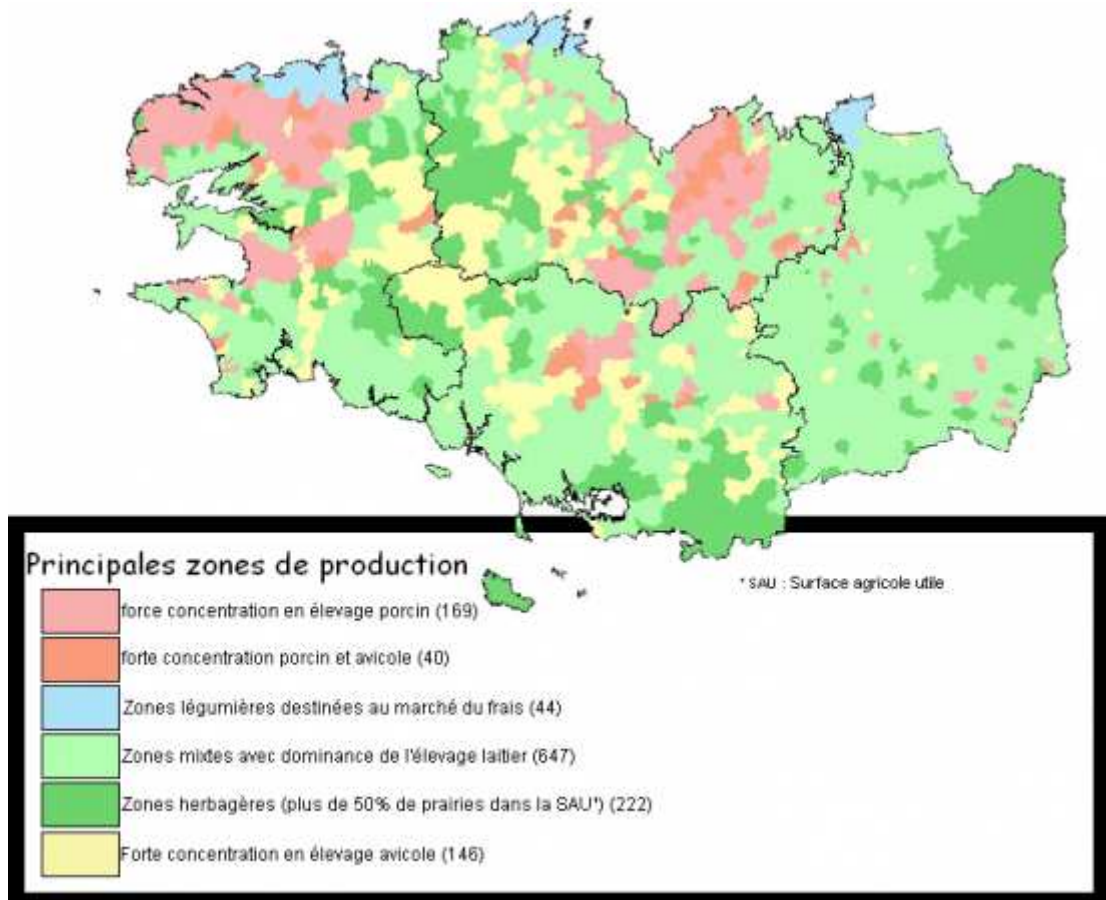 Principales zones de production
* SAU : Surface agricole utile
force concentration en élevage porcin (169)
forte concentration porcin et avicole (40)
Zones légumières destinées au marché du frais (44)
Zones mixtes avec dominance de l'élevage laitier (647)
Zones herbagères (plus de 50% de prairies dans la SAU*) (222)
Forte concentration en élevage avicole (146)